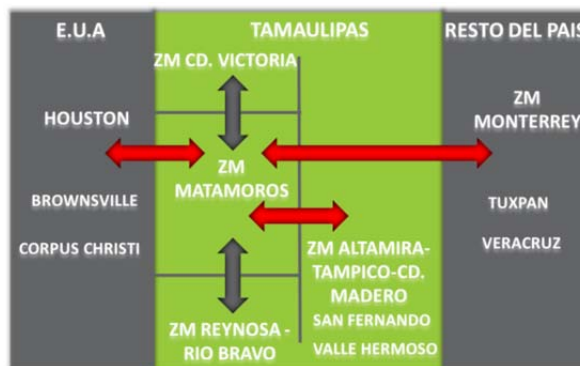 E.U.A
TAMAULIPAS
RESTO DEL PAIS
ZM CD. VICTORIA
HOUSTON
ZM
MONTERREY
ZM
MATAMOROS
BROWNSVILLE
CORPUS CHRISTI
TUXPAN
VERACRUZ
ZM ALTAMIRA-
TAMPICO-CD.
MADERO
SAN FERNANDO
VALLE HERMOSO
ZM REYNOSA -
RIO BRAVO